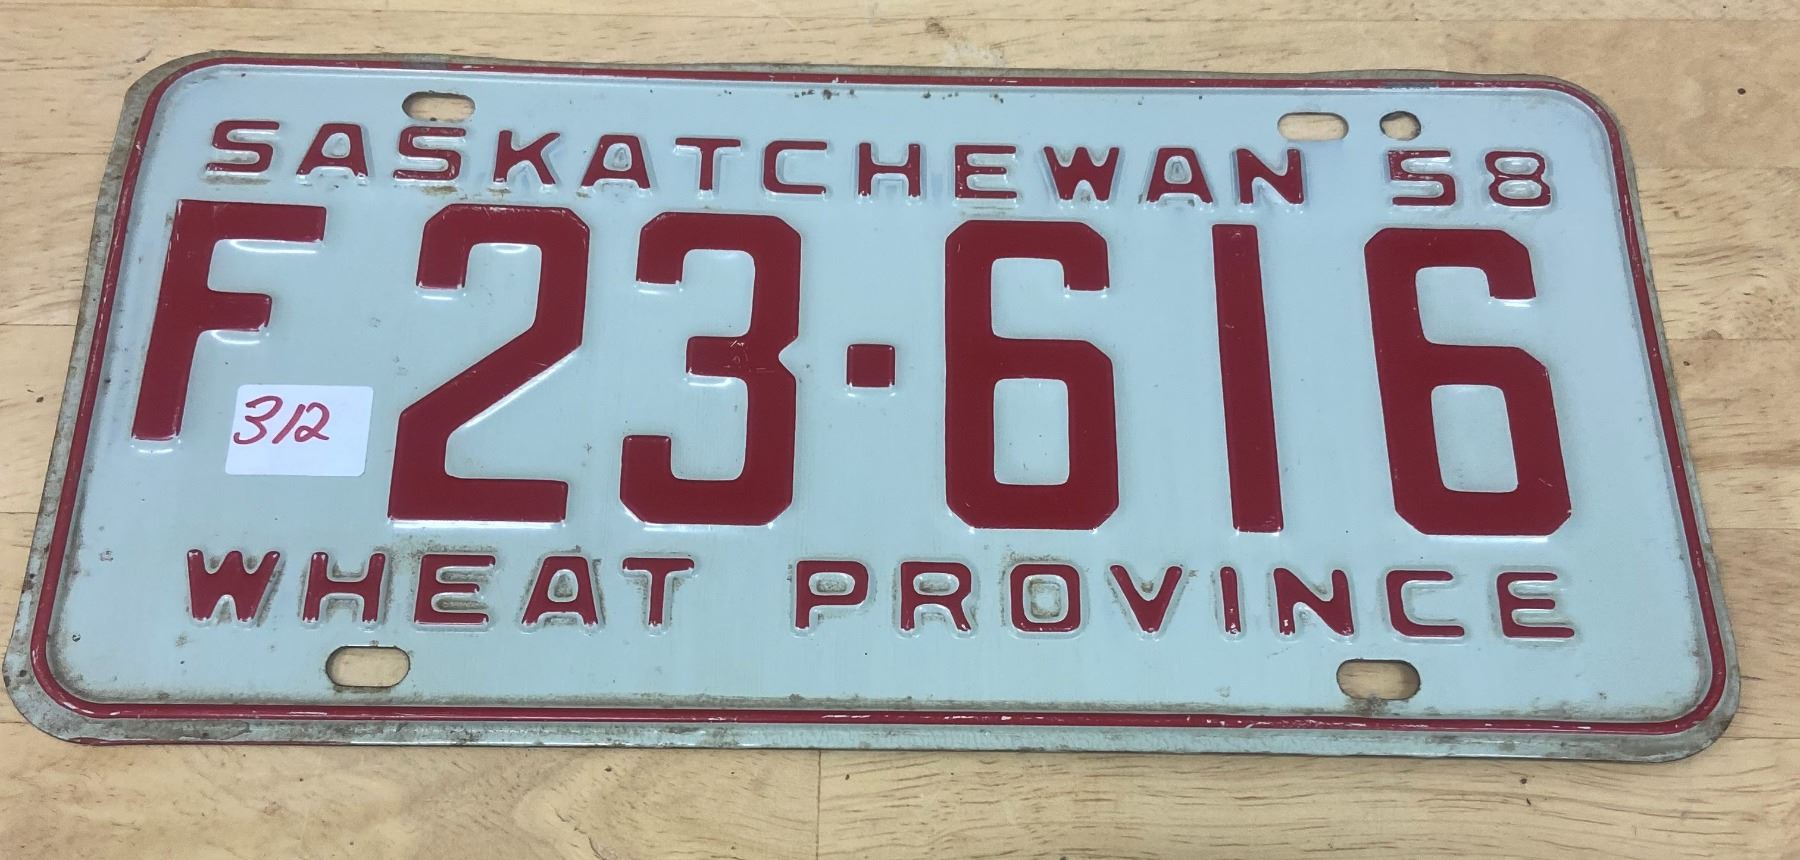 SASKATCHEWAN 58
F 23·616
312
WHEAT PROVINCE